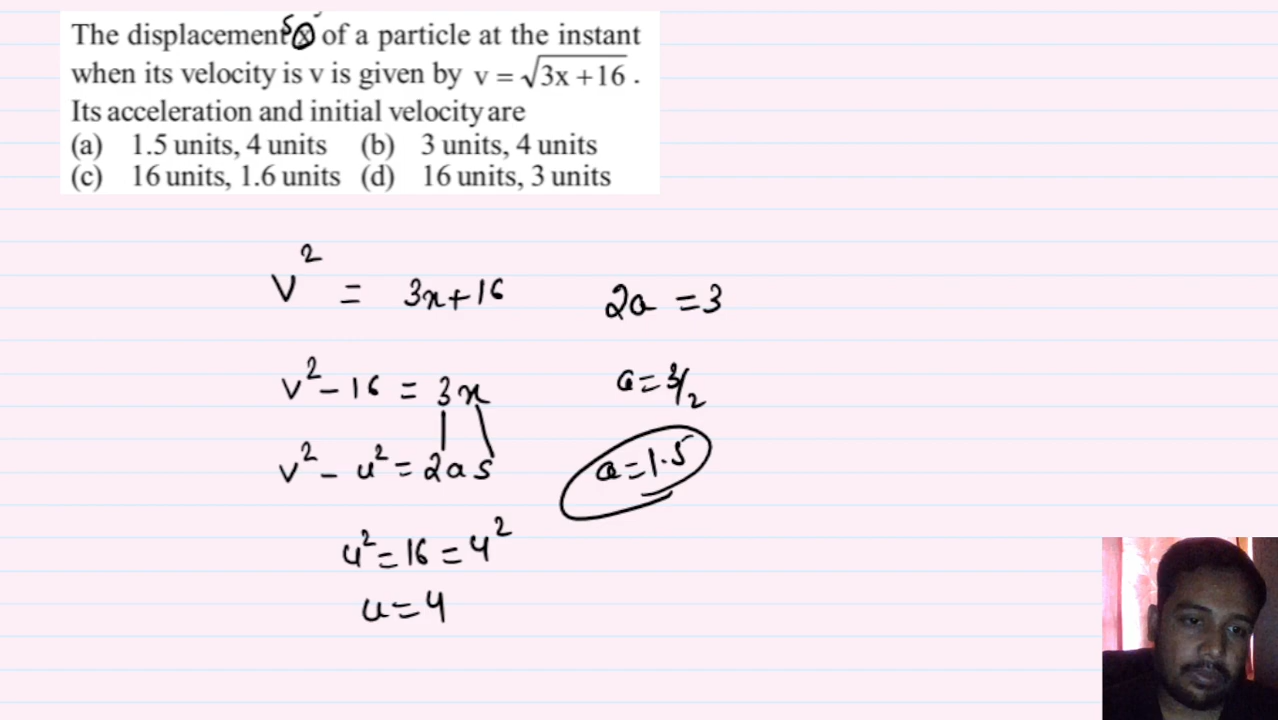 The displacement s x of a particle at the instant
when its velocity is v is given by v = √3x + 16 .
Its acceleration and initial velocity are
(a) 1.5 units, 4 units (b) 3 units, 4 units
(c) 16 units, 1.6 units (d) 16 units, 3 units
v² = 3x+16
v² - 16 = 3x
v² - u² = 2as
u² = 16 = 4²
u = 4
2a = 3
a = 3/2
a = 1.5